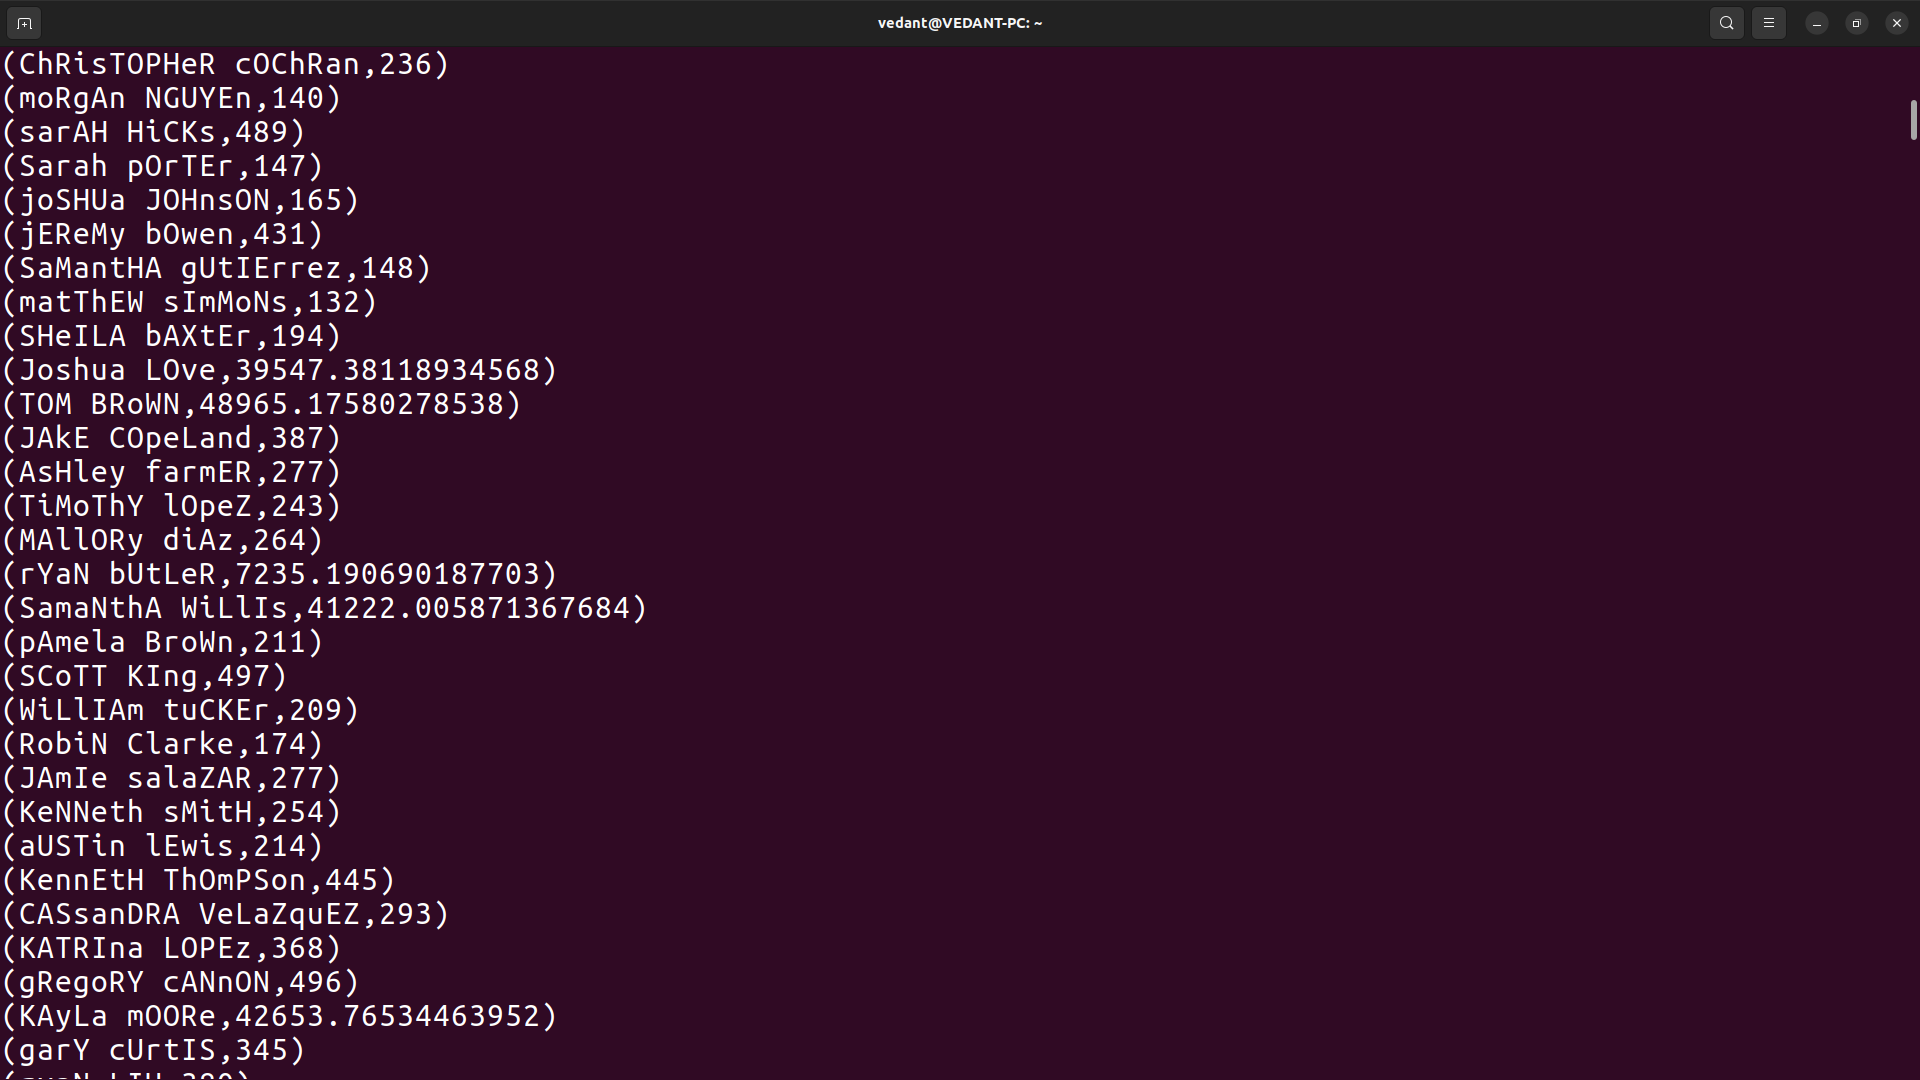 vedant@VEDANT-PC: ~
(ChRisTOPHeR cOChRan,236)
(moRgAn NGUYEn,140)
(sarAH HiCKs,489)
(Sarah pOrTEr,147)
(joSHUa JOHnsON,165)
(jEReMy bOwen,431)
(SaMantHA gUtIErrez,148)
(matThEW sImMoNs,132)
(SHeILA bAXtEr,194)
(Joshua LOve,39547.38118934568)
(TOM BRoWN,48965.17580278538)
(JAkE COpeLand,387)
(AsHley farmER,277)
(TiMoThY lOpeZ,243)
(MAllORy diAz,264)
(rYaN bUtLeR,7235.190690187703)
(SamaNthA WiLlIs,41222.005871367684)
(pAmela BroWn,211)
(SCoTT KIng,497)
(WiLlIAm tuCKEr,209)
(RobiN Clarke,174)
(JAmIe salaZAR,277)
(KeNNeth sMitH,254)
(aUSTin lEwis,214)
(KennEtH ThOmPSon,445)
(CASsanDRA VeLaZquEZ,293)
(KATRIna LOPEz,368)
(gRegoRY cANnON,496)
(KAyLa mOORe,42653.76534463952)
(garY cUrtIS,345)